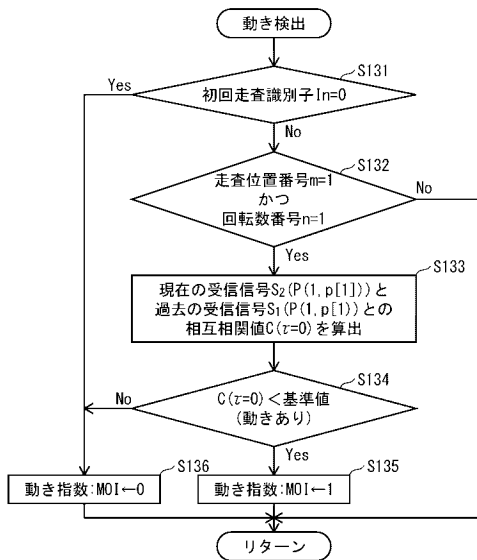 動き検出
S131
初回走査識別子In=0
Yes
No
S132
走査位置番号m=1
かつ
回転数番号n=1
No
Yes
S133
現在の受信信号S₂(P(1,p[1]))と
過去の受信信号S₁(P(1,p[1))との
相互相関値C(τ=0)を算出
S134
C(τ=0)<基準値
(動きあり)
No
Yes
S136
S135
動き指数:MOI←0
動き指数:MOI←1
リターン